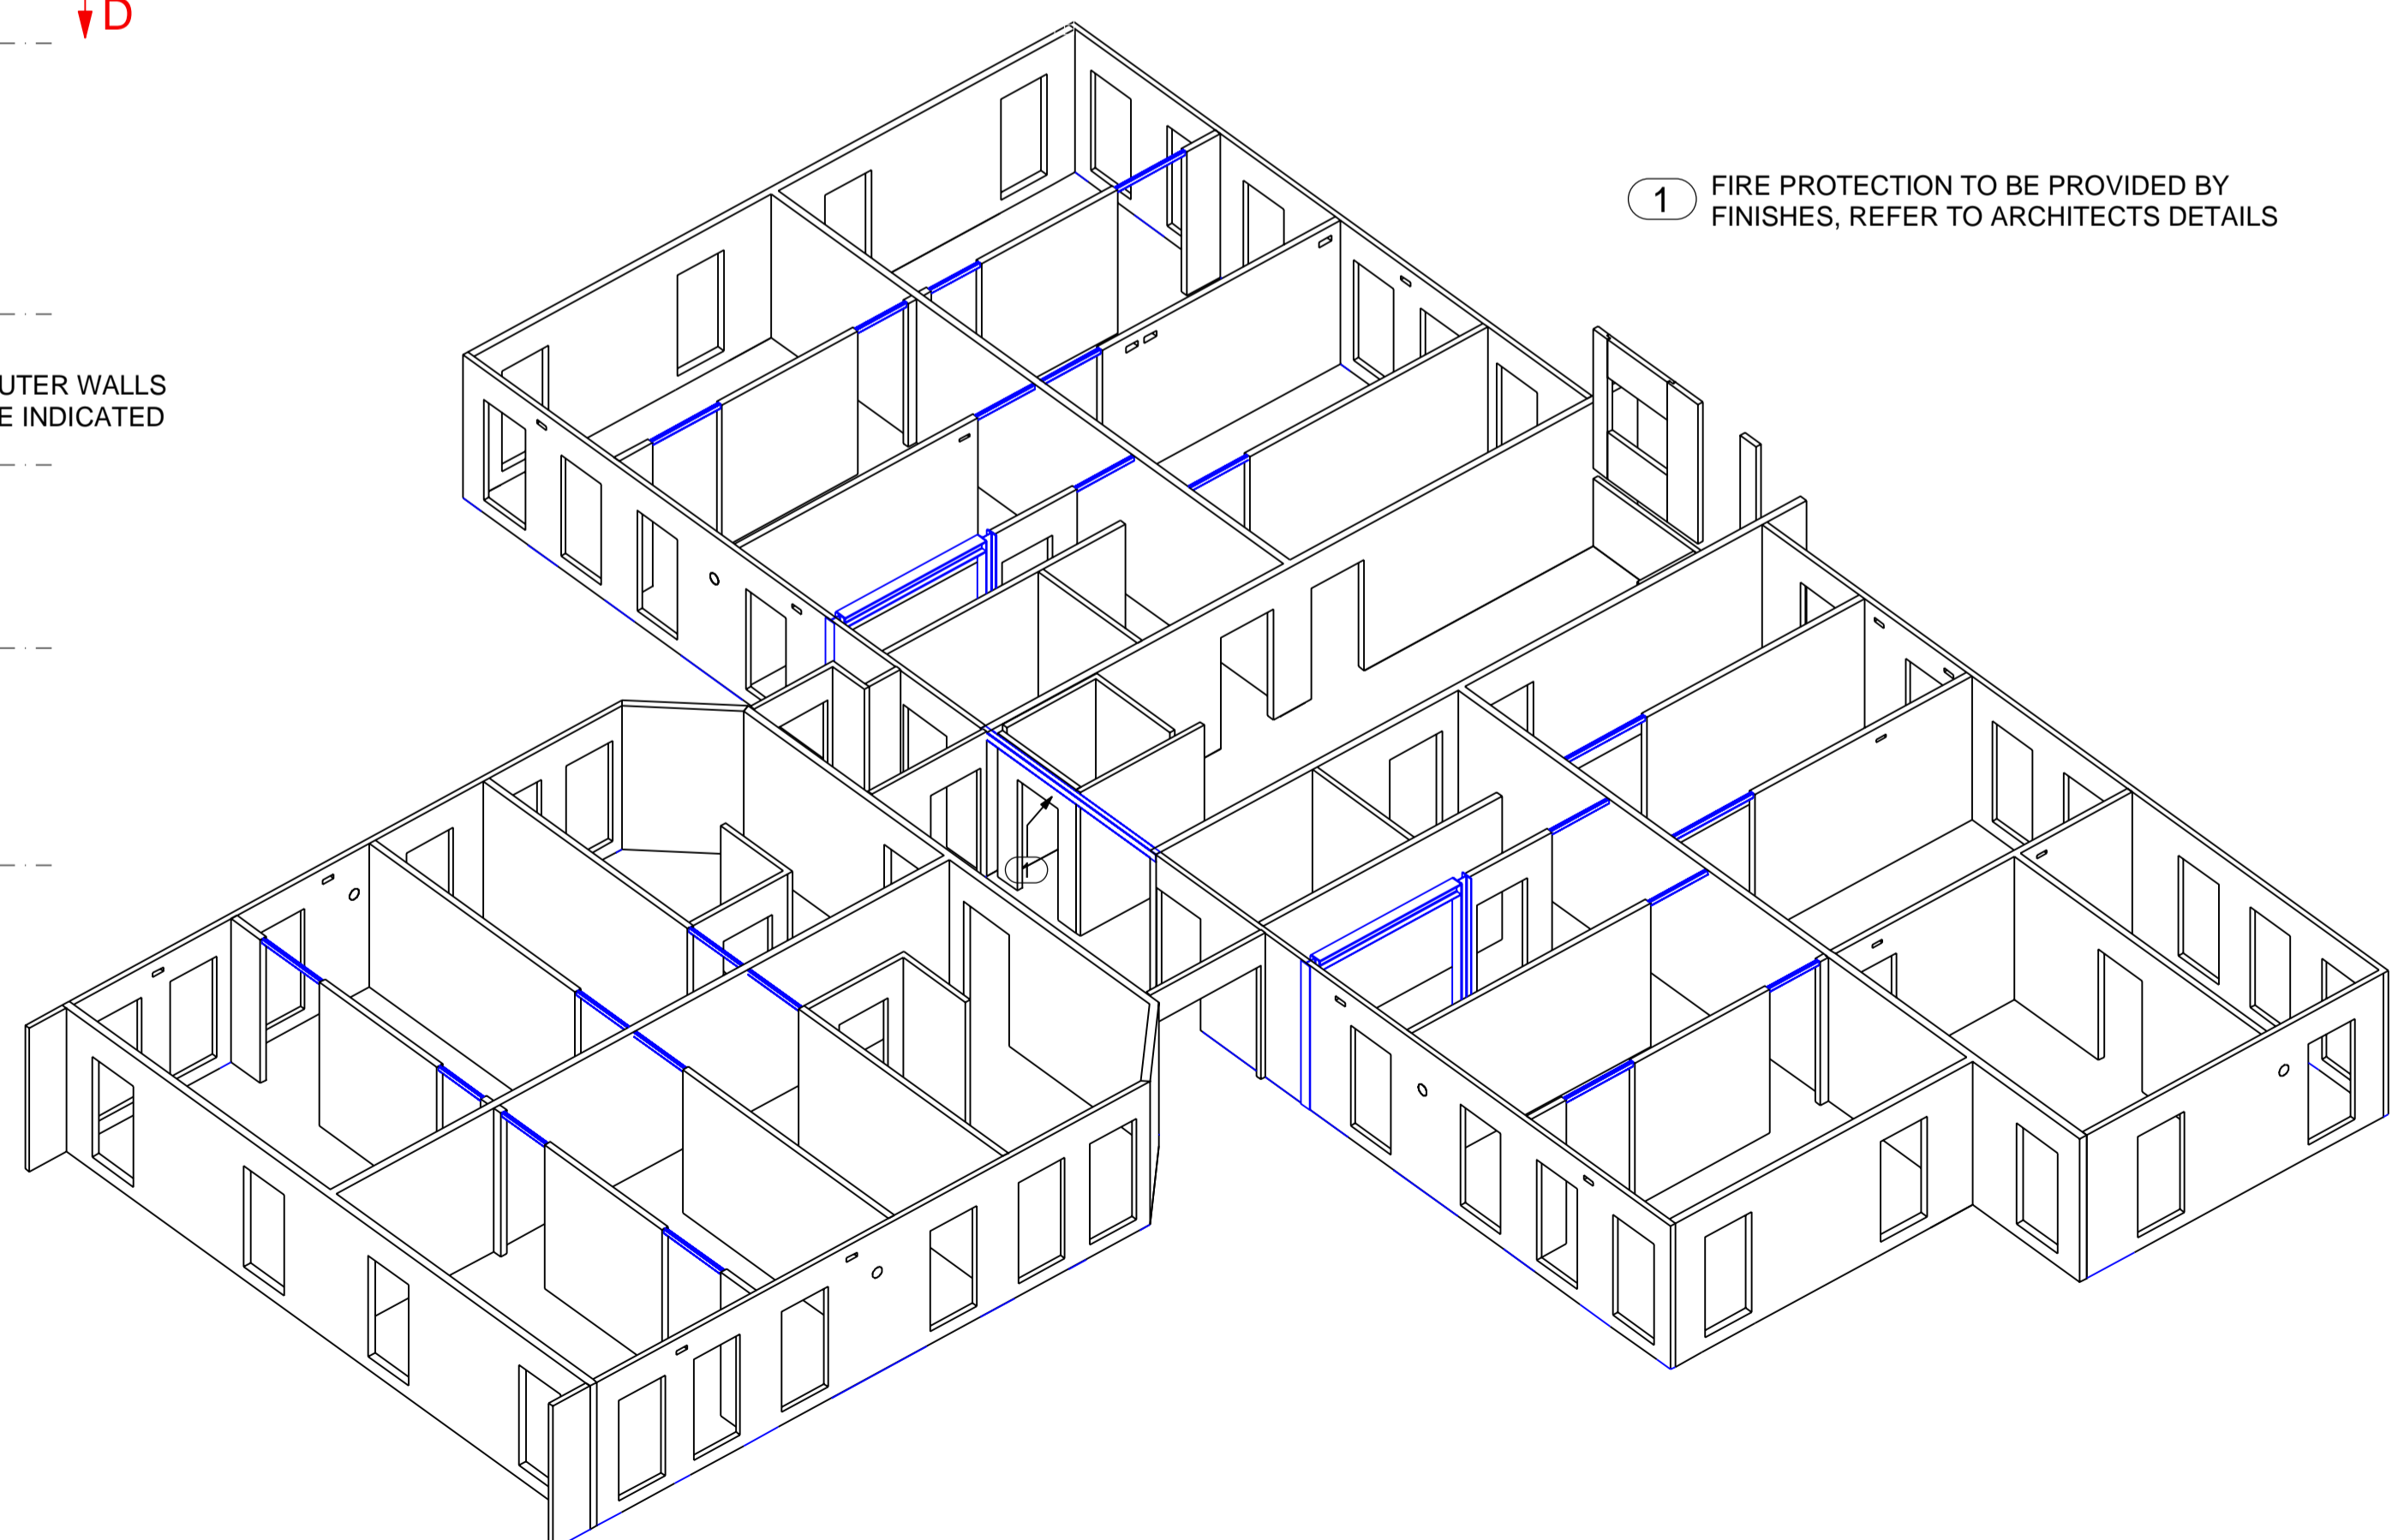 D
1 FIRE PROTECTION TO BE PROVIDED BY
FINISHES, REFER TO ARCHITECTS DETAILS
UTER WALLS
E INDICATED
1